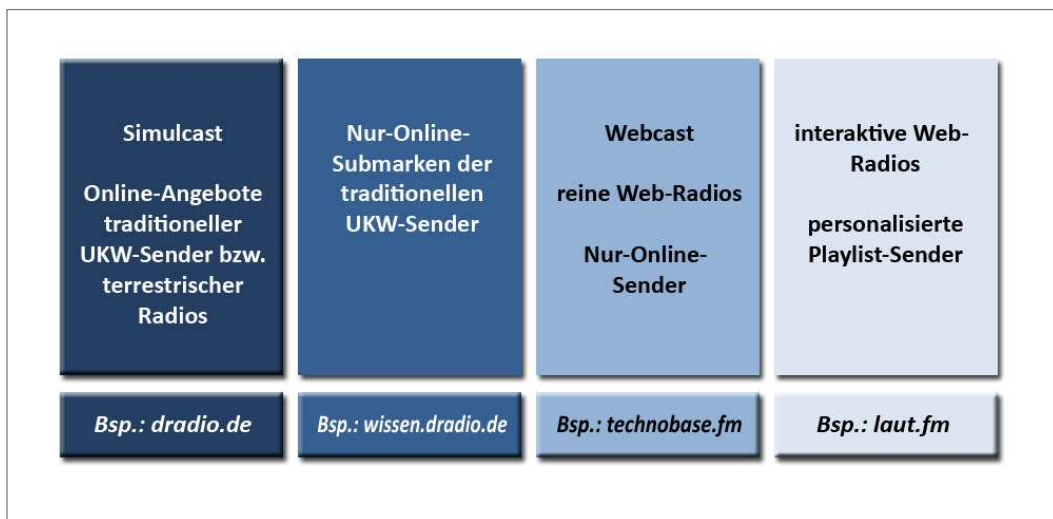 Simulcast
Online-Angebote
traditioneller
UKW-Sender bzw.
terrestrischer
Radios
Bsp.: dradio.de
Nur-Online-
Submarken der
traditionellen
UKW-Sender
Bsp.: wissen.dradio.de
Webcast
reine Web-Radios
Nur-Online-
Sender
Bsp.: technobase.fm
interaktive Web-
Radios
personalisierte
Playlist-Sender
Bsp.: laut.fm